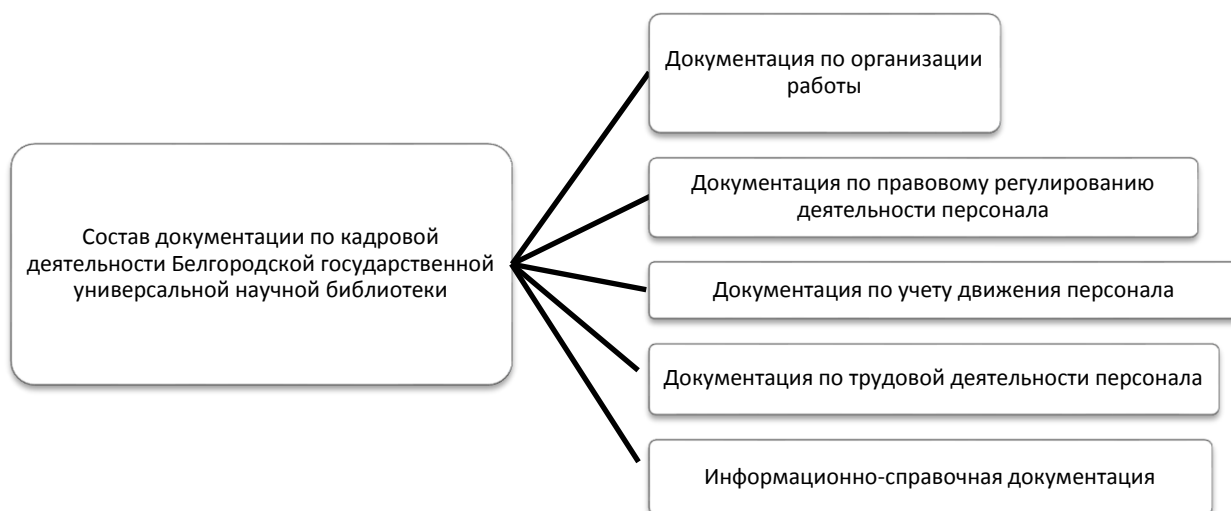 Состав документации по кадровой
деятельности Белгородской государственной
универсальной научной библиотеки
Документация по организации
работы
Документация по правовому регулированию
деятельности персонала
Документация по учету движения персонала
Документация по трудовой деятельности персонала
Информационно-справочная документация